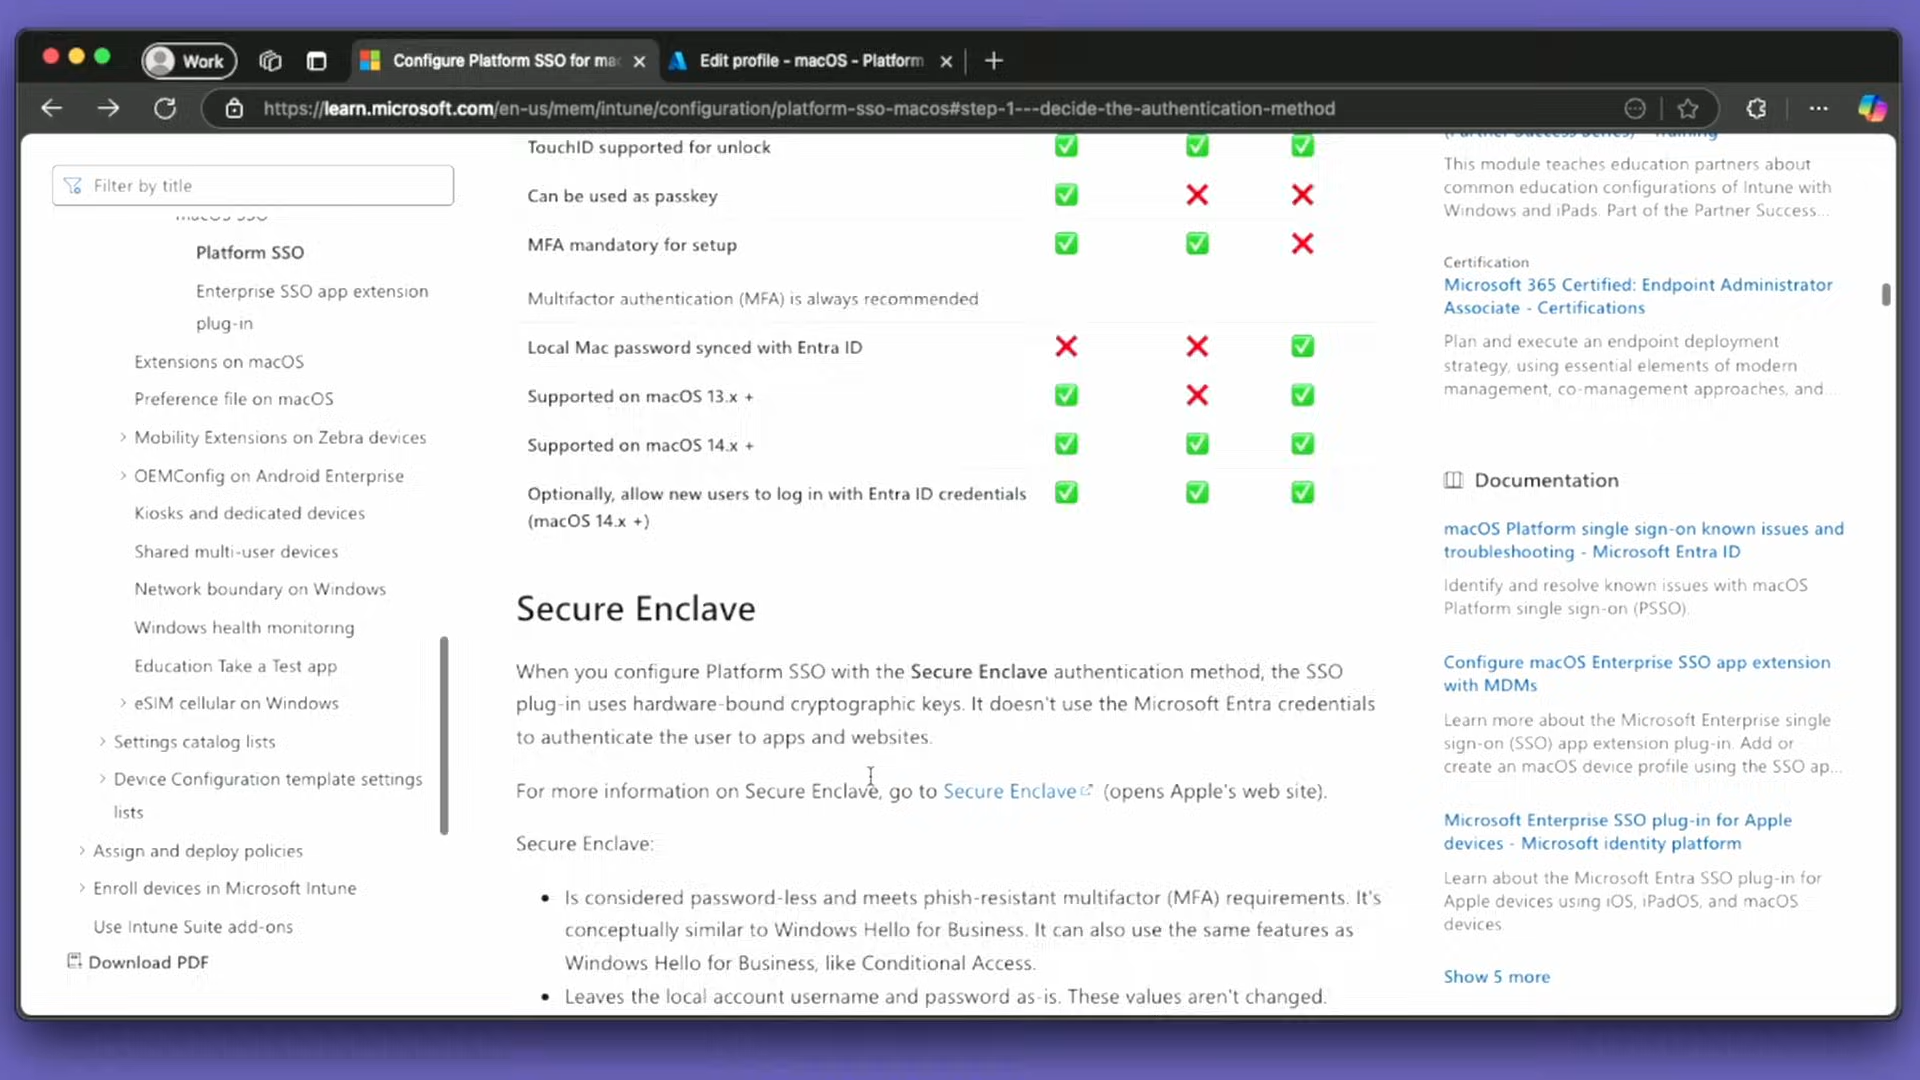 Work
Configure Platform SSO for mac
Edit profile - macOS - Platform
https://learn.microsoft.com/en-us/mem/intune/configuration/platform-sso-macos#step-1---decide-the-authentication-method
Filter by title
macOS SSO
Platform SSO
Enterprise SSO app extension
plug-in
Extensions on macOS
Preference file on macOS
Mobility Extensions on Zebra devices
OEMConfig on Android Enterprise
Kiosks and dedicated devices
Shared multi-user devices
Network boundary on Windows
Windows health monitoring
Education Take a Test app
eSIM cellular on Windows
Settings catalog lists
Device Configuration template settings
lists
Assign and deploy policies
Enroll devices in Microsoft Intune
Use Intune Suite add-ons
Download PDF
TouchID supported for unlock
Can be used as passkey
MFA mandatory for setup
Multifactor authentication (MFA) is always recommended
Local Mac password synced with Entra ID
Supported on macOS 13.x +
Supported on macOS 14.x +
Optionally, allow new users to log in with Entra ID credentials
(macOS 14.x +)
Secure Enclave
When you configure Platform SSO with the Secure Enclave authentication method, the SSO
plug-in uses hardware-bound cryptographic keys. It doesn't use the Microsoft Entra credentials
to authenticate the user to apps and websites.
For more information on Secure Enclave, go to Secure Enclave (opens Apple's web site).
Secure Enclave:
• Is considered password-less and meets phish-resistant multifactor (MFA) requirements. It's
conceptually similar to Windows Hello for Business. It can also use the same features as
Windows Hello for Business, like Conditional Access.
• Leaves the local account username and password as-is. These values aren't changed.
(Partner Success Series) - Training
This module teaches education partners about
common education configurations of Intune with
Windows and iPads. Part of the Partner Success...
Certification
Microsoft 365 Certified: Endpoint Administrator
Associate - Certifications
Plan and execute an endpoint deployment
strategy, using essential elements of modern
management, co-management approaches, and...
Documentation
macOS Platform single sign-on known issues and
troubleshooting - Microsoft Entra ID
Identify and resolve known issues with macOS
Platform single sign-on (PSSO).
Configure macOS Enterprise SSO app extension
with MDMs
Learn more about the Microsoft Enterprise single
sign-on (SSO) app extension plug-in. Add or
create an macOS device profile using the SSO ap...
Microsoft Enterprise SSO plug-in for Apple
devices - Microsoft identity platform
Learn about the Microsoft Entra SSO plug-in for
Apple devices using iOS, iPadOS, and macOS
devices
Show 5 more